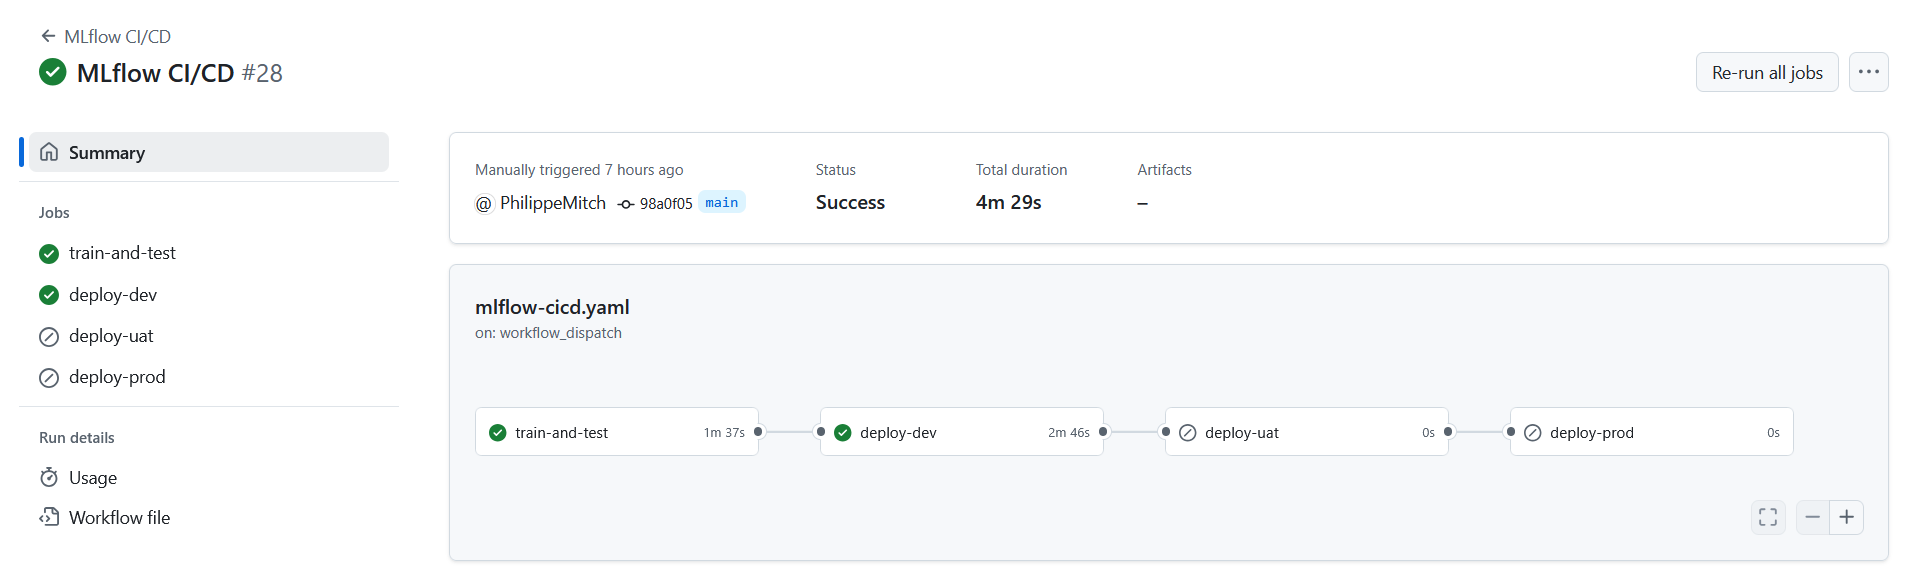 MLflow CI/CD
MLflow CI/CD #28
Re-run all jobs
Summary
Jobs
train-and-test
deploy-dev
deploy-uat
deploy-prod
Run details
Usage
Workflow file
Manually triggered 7 hours ago
PhilippeMitch 98a0f05 main
Status
Success
Total duration
4m 29s
Artifacts
–
mlflow-cicd.yaml
on: workflow_dispatch
train-and-test 1m 37s
deploy-dev 2m 46s
deploy-uat 0s
deploy-prod 0s